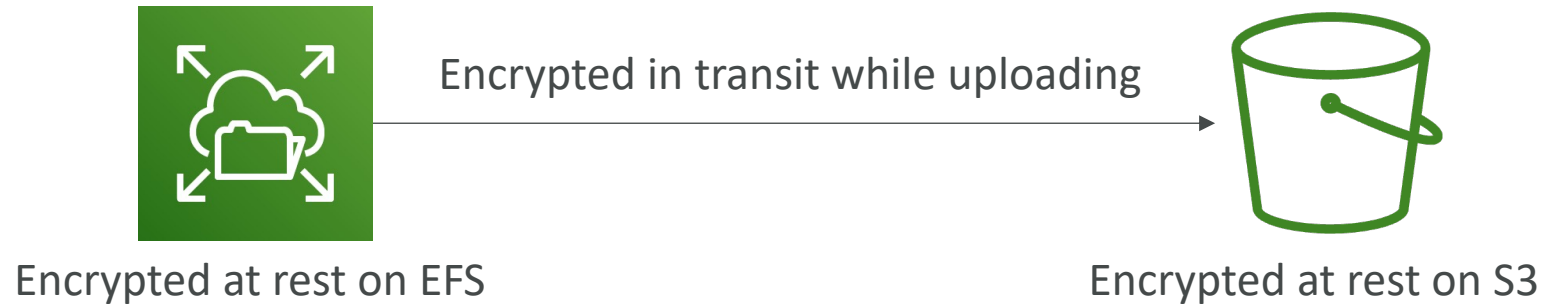 Encrypted in transit while uploading
Encrypted at rest on EFS
Encrypted at rest on S3